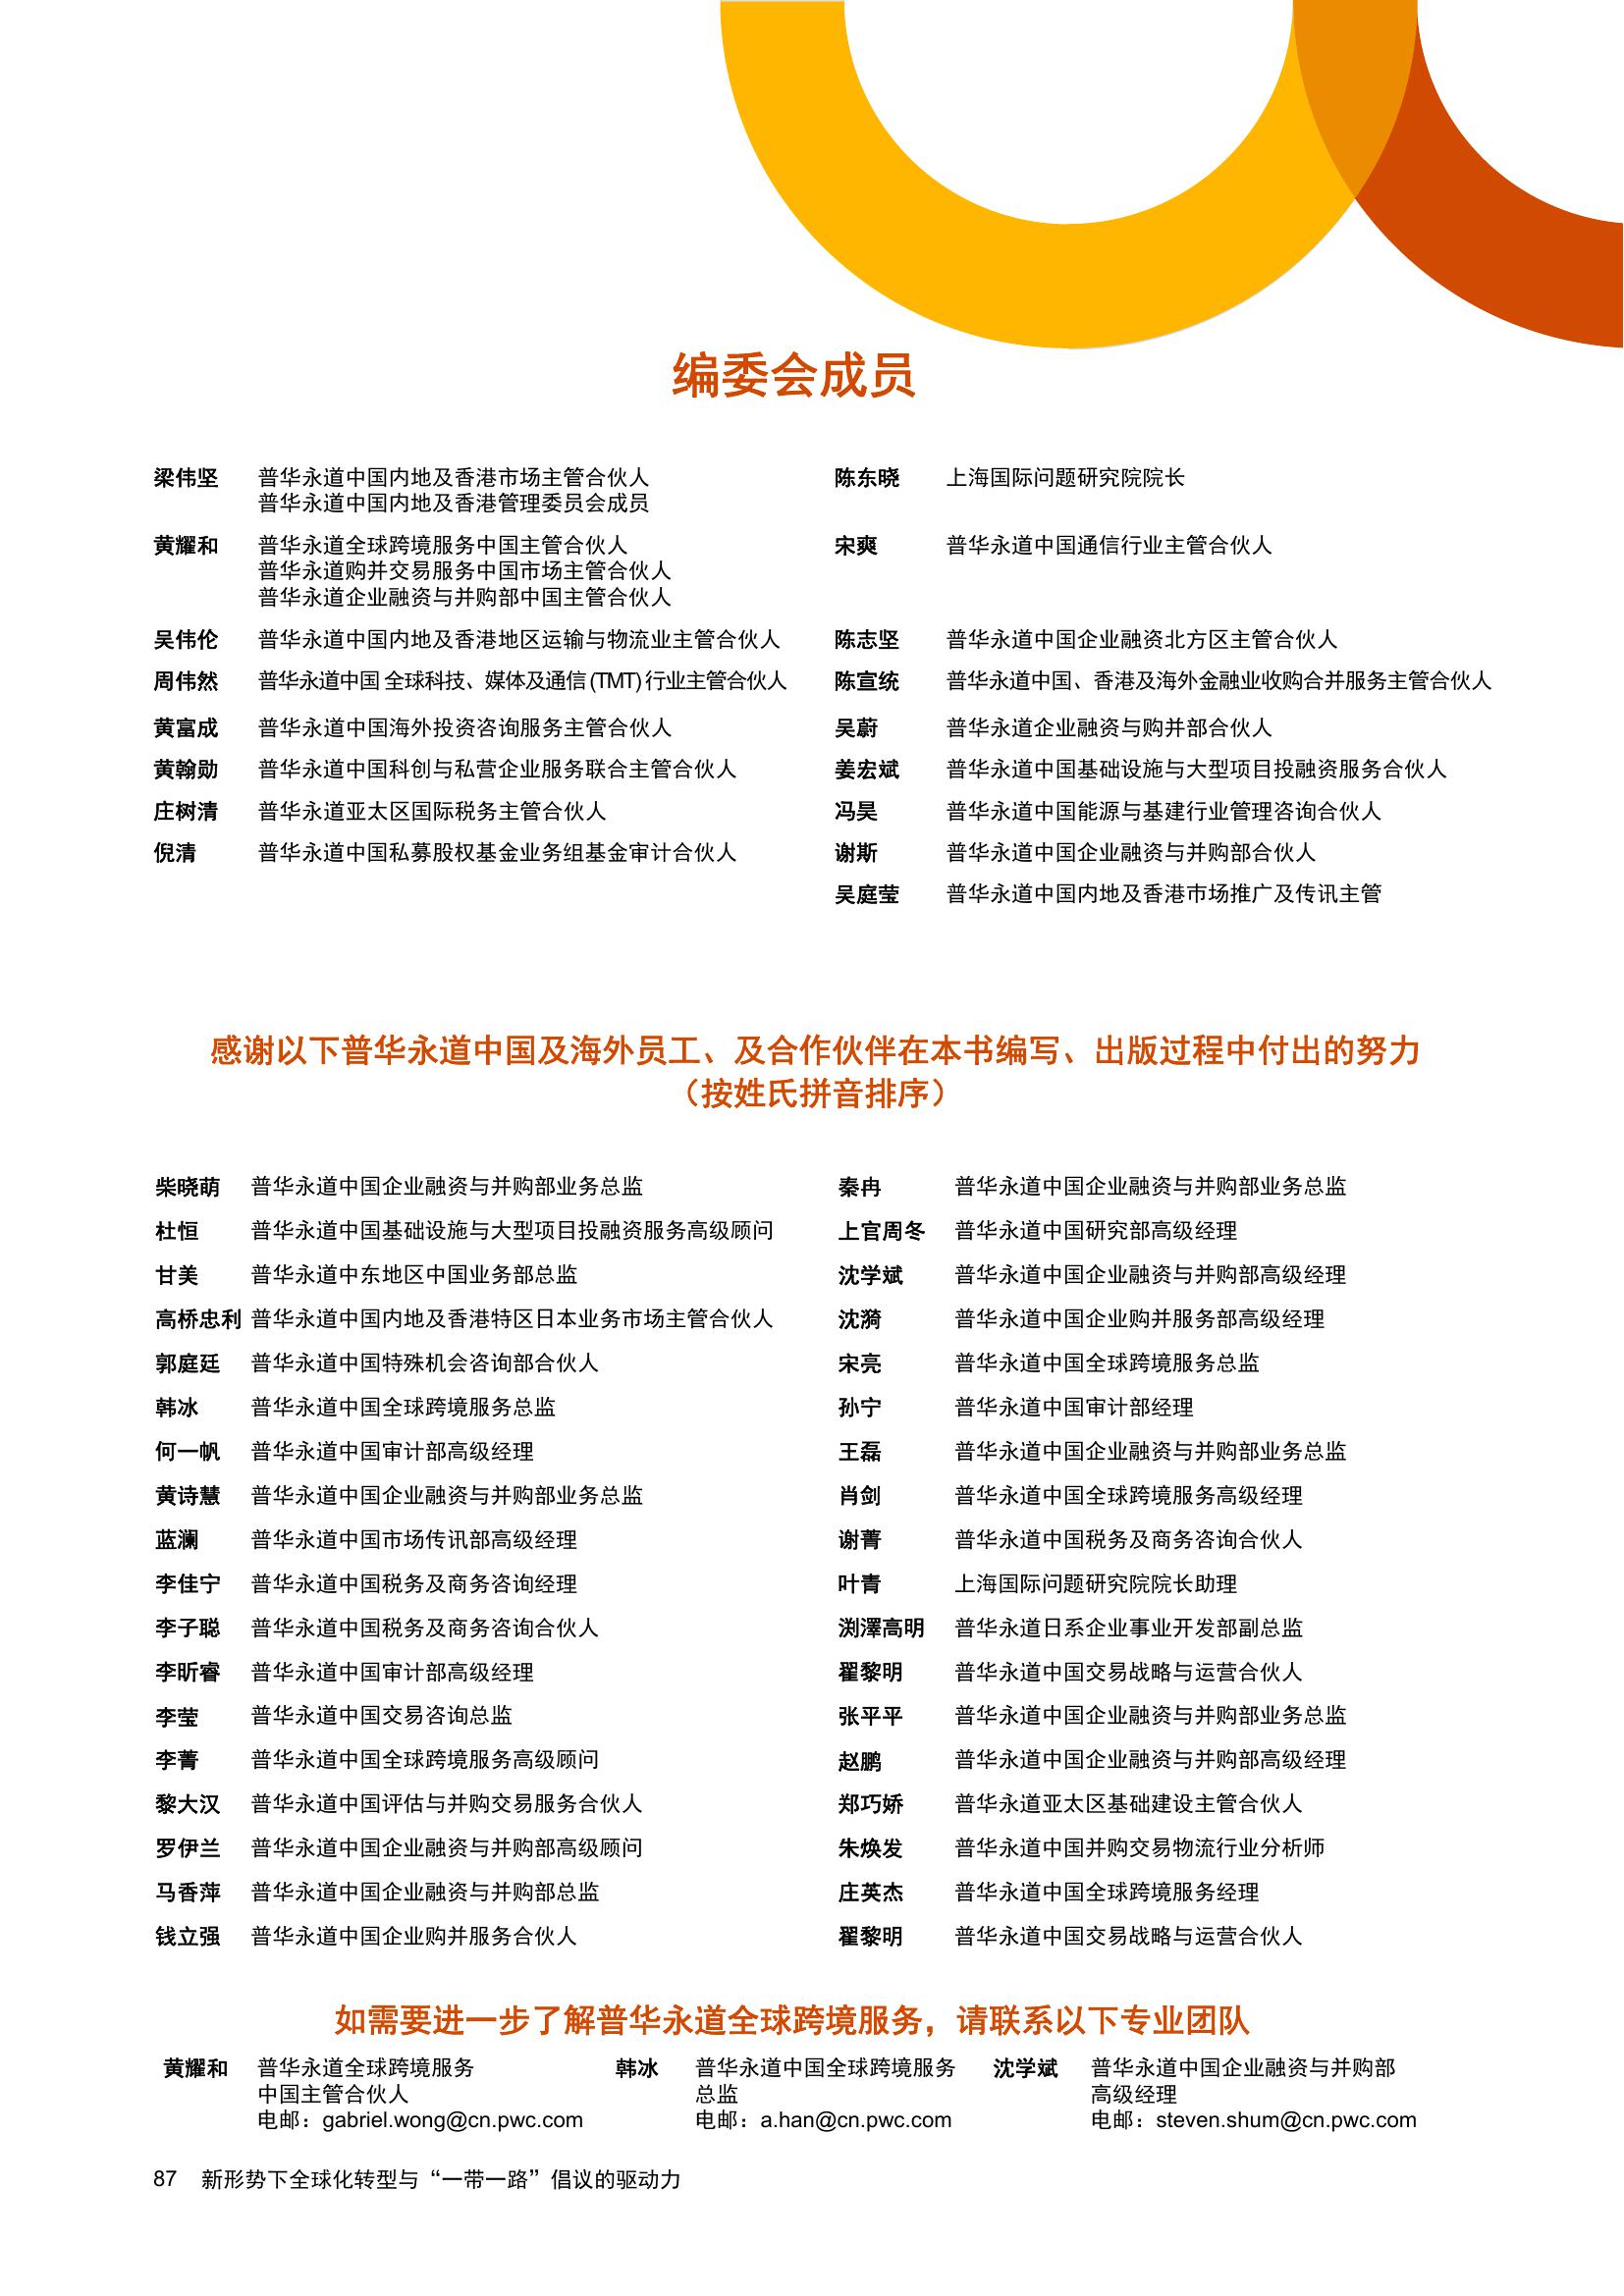 编委会成员
梁伟坚 普华永道中国内地及香港市场主管合伙人
普华永道中国内地及香港管理委员会成员
黄耀和 普华永道全球跨境服务中国主管合伙人
普华永道购并交易服务中国市场主管合伙人
普华永道企业融资与并购部中国主管合伙人
吴伟伦 普华永道中国内地及香港地区运输与物流业主管合伙人
周伟然 普华永道中国 全球科技、媒体及通信 (TMT) 行业主管合伙人
黄富成 普华永道中国海外投资咨询服务主管合伙人
黄翰勋 普华永道中国科创与私营企业服务联合主管合伙人
庄树清 普华永道亚太区国际税务主管合伙人
倪清 普华永道中国私募股权基金业务组基金审计合伙人
陈东晓 上海国际问题研究院院长
宋爽 普华永道中国通信行业主管合伙人
陈志坚 普华永道中国企业融资北方区主管合伙人
陈宣统 普华永道中国、香港及海外金融业收购合并服务主管合伙人
吴蔚 普华永道企业融资与购并部合伙人
姜宏斌 普华永道中国基础设施与大型项目投融资服务合伙人
冯昊 普华永道中国能源与基建行业管理咨询合伙人
谢斯 普华永道中国企业融资与并购部合伙人
吴庭莹 普华永道中国内地及香港市场推广及传讯主管
感谢以下普华永道中国及海外员工、及合作伙伴在本书编写、出版过程中付出的努力
（按姓氏拼音排序）
柴晓萌 普华永道中国企业融资与并购部业务总监
杜恒 普华永道中国基础设施与大型项目投融资服务高级顾问
甘美 普华永道中东地区中国业务部总监
高桥忠利 普华永道中国内地及香港特区日本业务市场主管合伙人
郭庭廷 普华永道中国特殊机会咨询部合伙人
韩冰 普华永道中国全球跨境服务总监
何一帆 普华永道中国审计部高级经理
黄诗慧 普华永道中国企业融资与并购部业务总监
蓝澜 普华永道中国市场传讯部高级经理
李佳宁 普华永道中国税务及商务咨询经理
李子聪 普华永道中国税务及商务咨询合伙人
李昕睿 普华永道中国审计部高级经理
李莹 普华永道中国交易咨询总监
李菁 普华永道中国全球跨境服务高级顾问
黎大汉 普华永道中国评估与并购交易服务合伙人
罗伊兰 普华永道中国企业融资与并购部高级顾问
马香萍 普华永道中国企业融资与并购部总监
钱立强 普华永道中国企业购并服务合伙人
秦冉 普华永道中国企业融资与并购部业务总监
上官周冬 普华永道中国研究部高级经理
沈学斌 普华永道中国企业融资与并购部高级经理
沈漪 普华永道中国企业购并服务部高级经理
宋亮 普华永道中国全球跨境服务总监
孙宁 普华永道中国审计部经理
王磊 普华永道中国企业融资与并购部业务总监
肖剑 普华永道中国全球跨境服务高级经理
谢菁 普华永道中国税务及商务咨询合伙人
叶青 上海国际问题研究院院长助理
渕澤高明 普华永道日系企业事业开发部副总监
翟黎明 普华永道中国交易战略与运营合伙人
张平平 普华永道中国企业融资与并购部业务总监
赵鹏 普华永道中国企业融资与并购部高级经理
郑巧娇 普华永道亚太区基础建设主管合伙人
朱焕发 普华永道中国并购交易物流行业分析师
庄英杰 普华永道中国全球跨境服务经理
翟黎明 普华永道中国交易战略与运营合伙人
如需要进一步了解普华永道全球跨境服务，请联系以下专业团队
黄耀和 普华永道全球跨境服务
中国主管合伙人
电邮：gabriel.wong@cn.pwc.com
韩冰 普华永道中国全球跨境服务
总监
电邮：a.han@cn.pwc.com
沈学斌 普华永道中国企业融资与并购部
高级经理
电邮：steven.shum@cn.pwc.com
87 新形势下全球化转型与“一带一路”倡议的驱动力